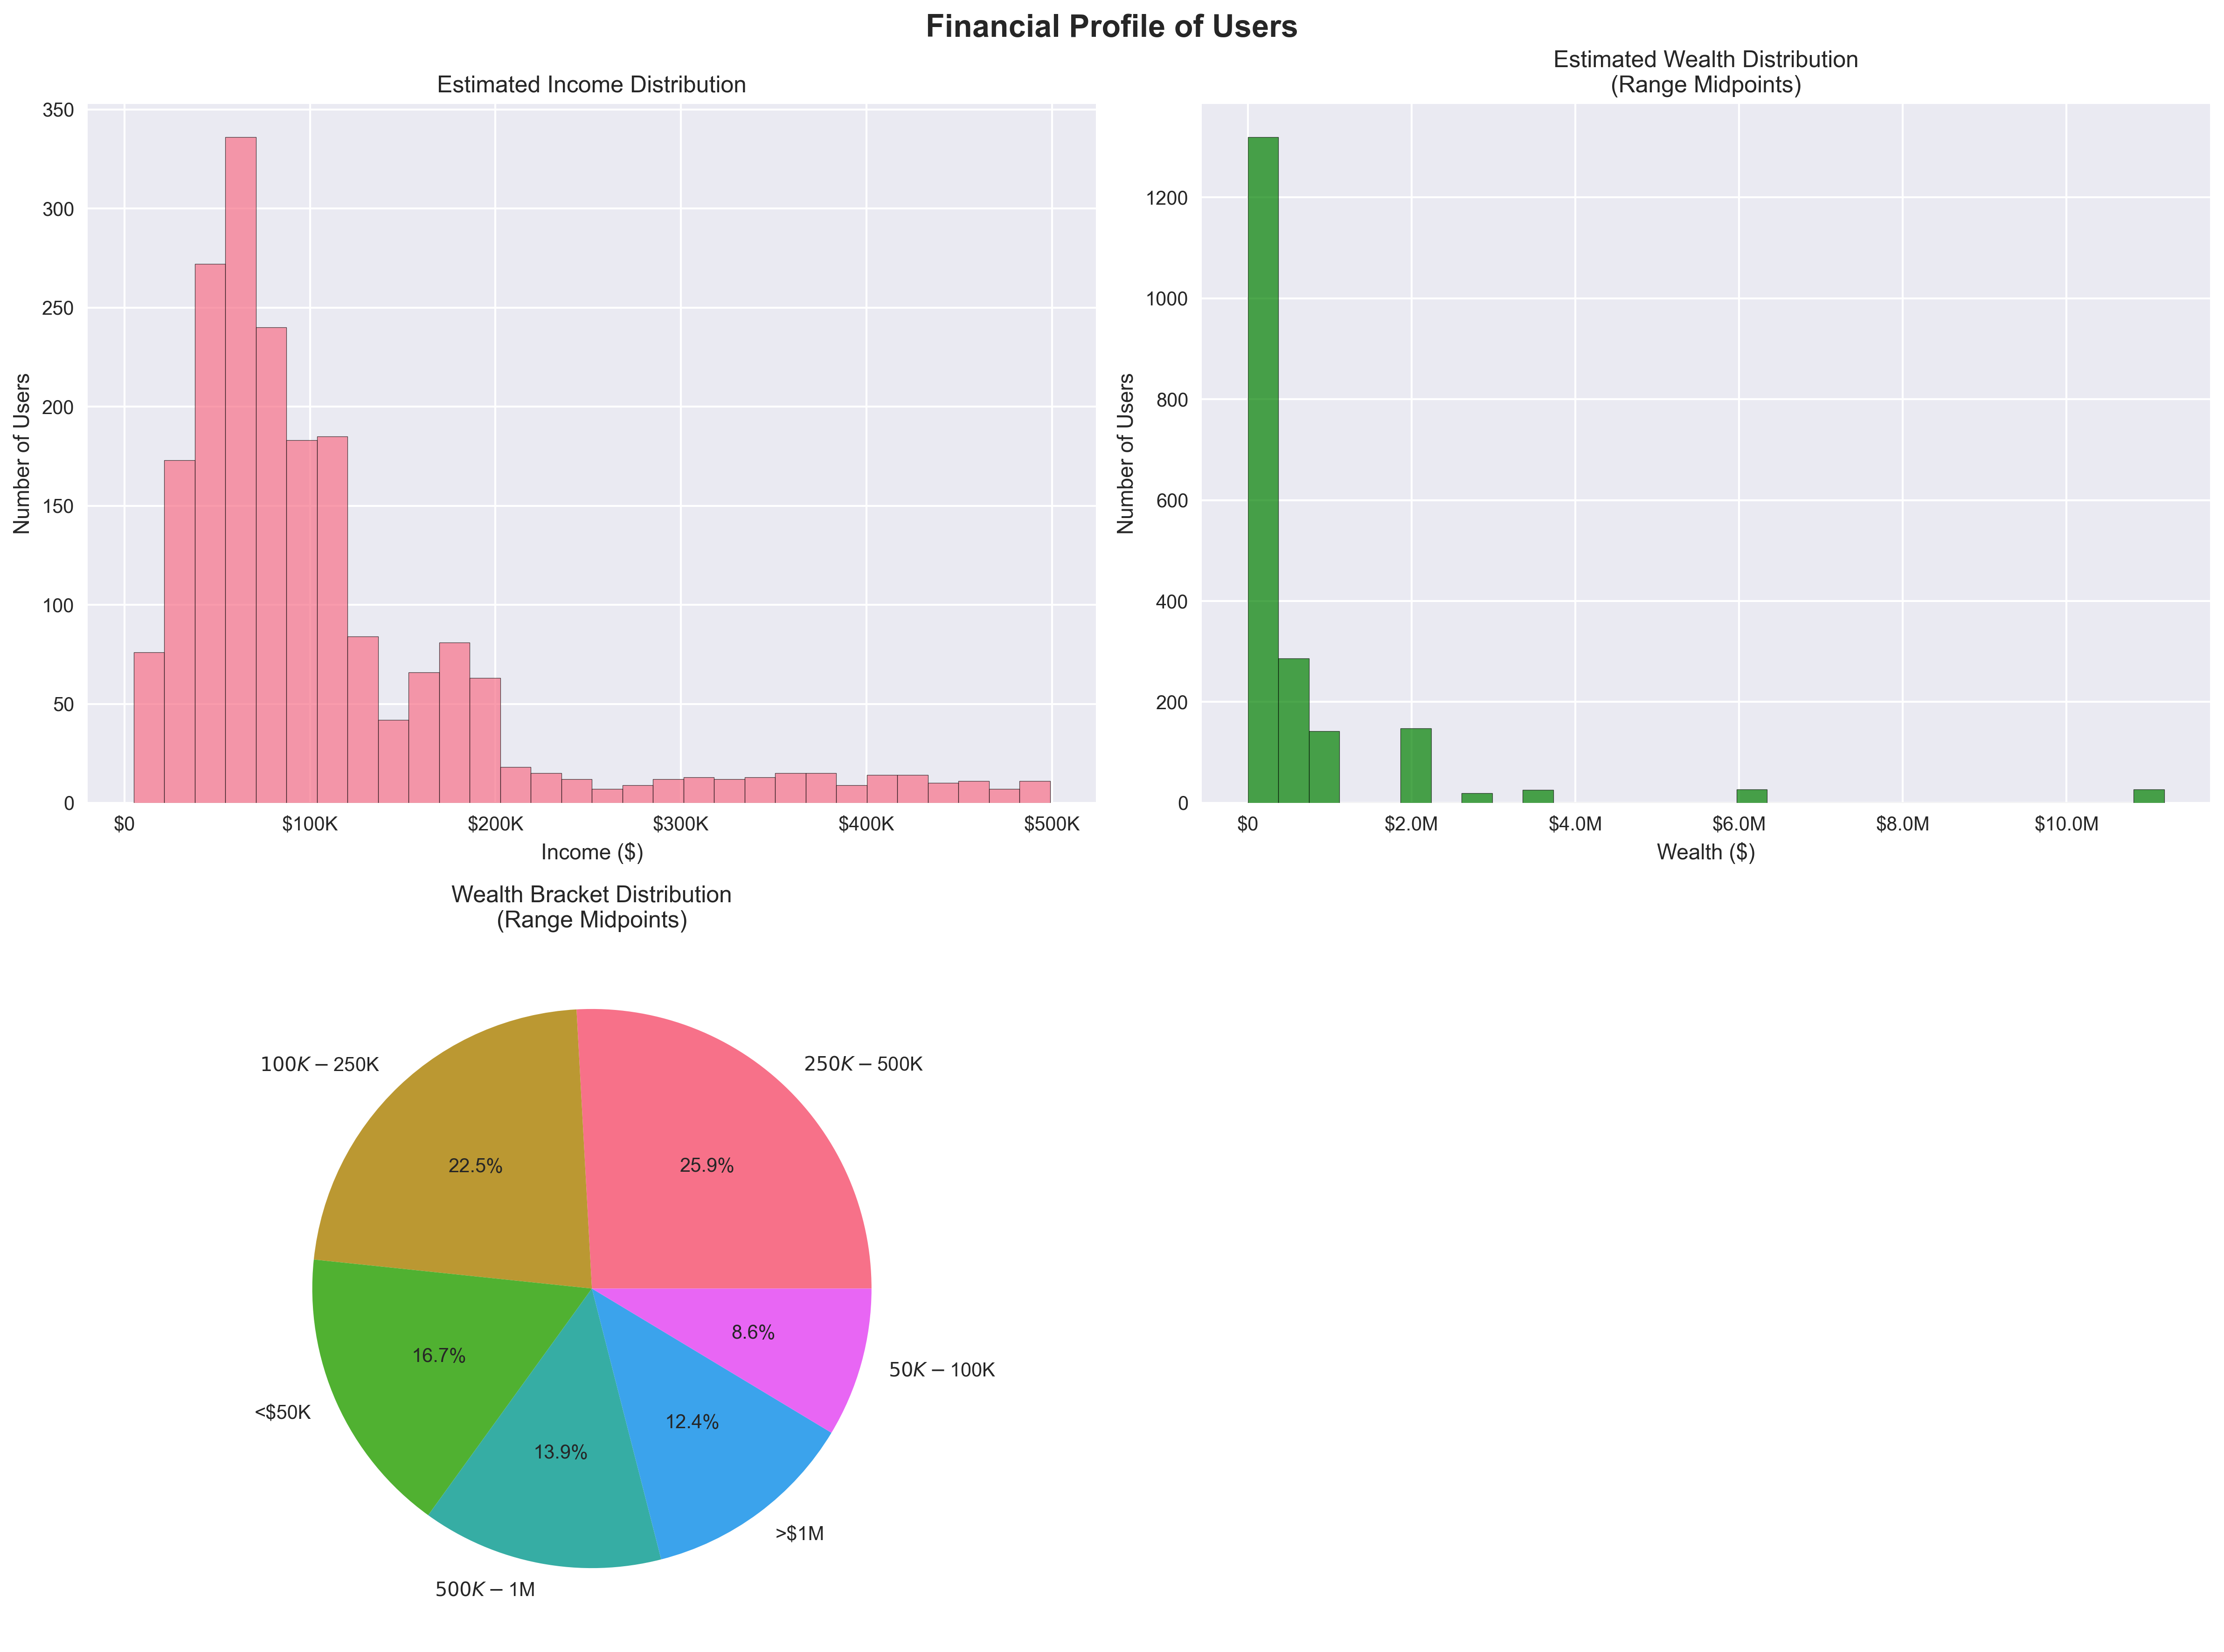 Financial Profile of Users
Estimated Income Distribution
350
300
250
200
150
100
50
0
Number of Users
$0
$100K
$200K
$300K
$400K
$500K
Income ($)
Estimated Wealth Distribution
(Range Midpoints)
1200
1000
800
600
400
200
0
Number of Users
$0
$2.0M
$4.0M
$6.0M
$8.0M
$10.0M
Wealth ($)
Wealth Bracket Distribution
(Range Midpoints)
100K − 250K
250K − 500K
22.5%
25.9%
16.7%
8.6%
<$50K
50K − 100K
13.9%
12.4%
>$1M
500K − 1M